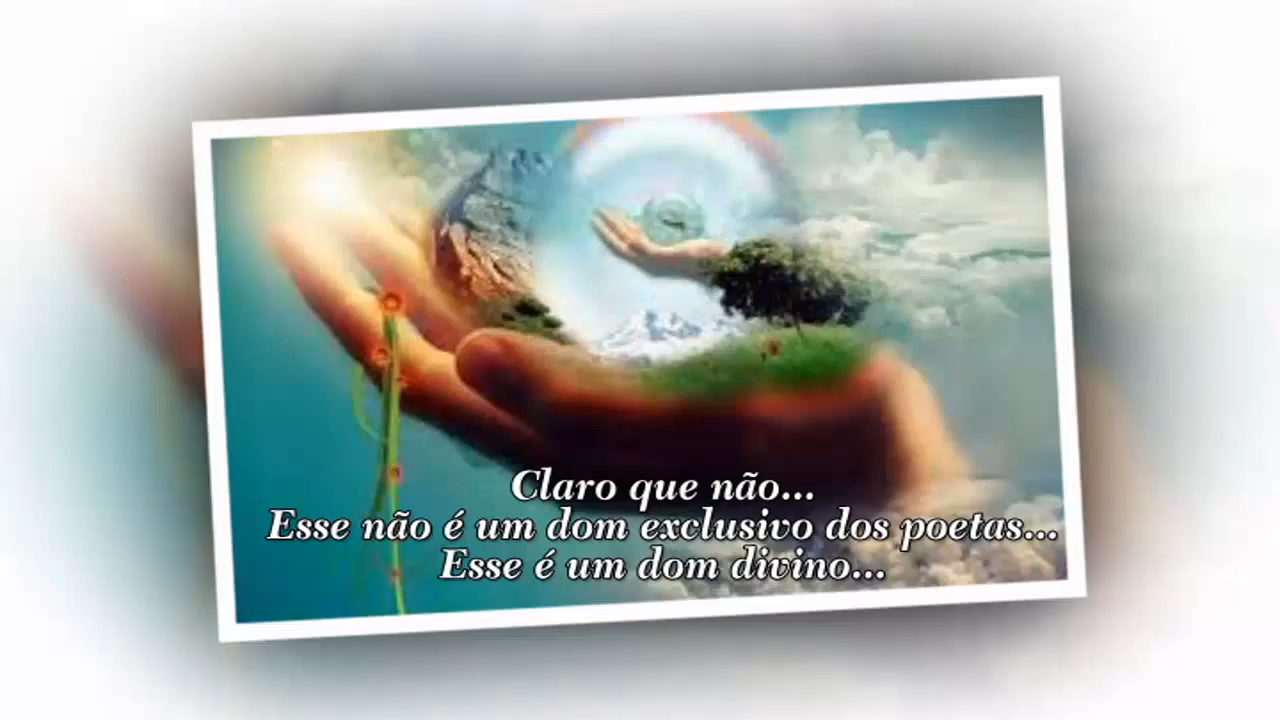 Claro que não...
Esse não é um dom exclusivo dos poetas...
Esse é um dom divino...